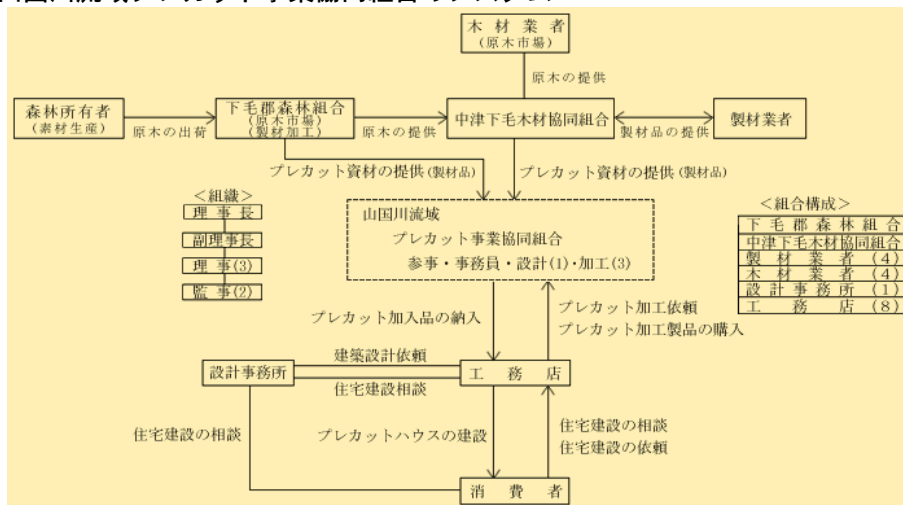 木材業者
(原木市場)
原木の提供
森林所有者
(素材生産)
原木の出荷
下毛郡森林組合
(原木市場)
(製材加工)
原木の提供
中津下毛木材協同組合
製材品の提供
製材業者
プレカット資材の提供(製材品)
プレカット資材の提供(製材品)
<組織>
理事長
副理事長
理事(3)
監事(2)
山国川流域
プレカット事業協同組合
参事・事務員・設計(1)・加工(3)
<組合構成>
下毛郡森林組合
中津下毛木材協同組合
製材業者(4)
木材業者(4)
設計事務所(1)
工務店(8)
プレカット加入品の納入
プレカット加工依頼
プレカット加工製品の購入
建築設計依頼
設計事務所
工務店
住宅建設相談
住宅建設の相談
プレカットハウスの建設
住宅建設の相談
住宅建設の依頼
消費者